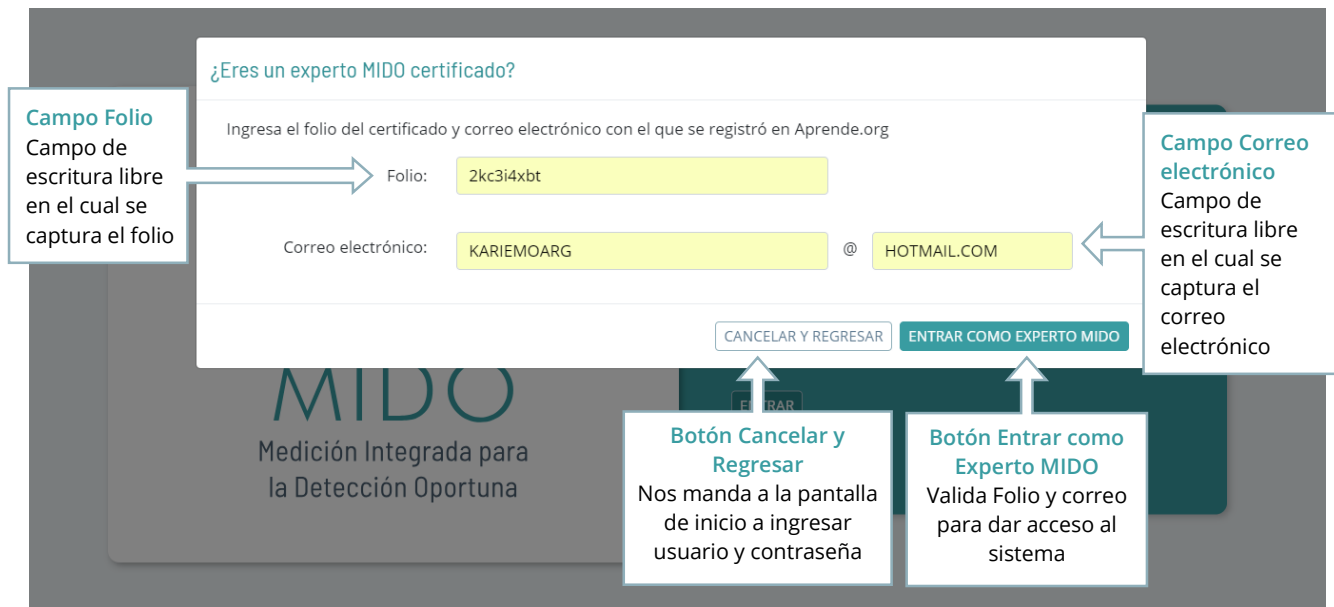 ¿Eres un experto MIDO certificado?
Campo Folio
Campo de
escritura libre
en el cual se
captura el folio
Ingresa el folio del certificado y correo electrónico con el que se registró en Aprende.org
Folio:
2kc3i4xbt
Correo electrónico:
KARIEMOARG
@
HOTMAIL.COM
Campo Correo
electrónico
Campo de
escritura libre
en el cual se
captura el
correo
electrónico
CANCELAR Y REGRESAR
ENTRAR COMO EXPERTO MIDO
MIDO
Medición Integrada para
la Detección Oportuna
ENTRAR
Botón Cancelar y
Regresar
Nos manda a la pantalla
de inicio a ingresar
usuario y contraseña
Botón Entrar como
Experto MIDO
Valida Folio y correo
para dar acceso al
sistema